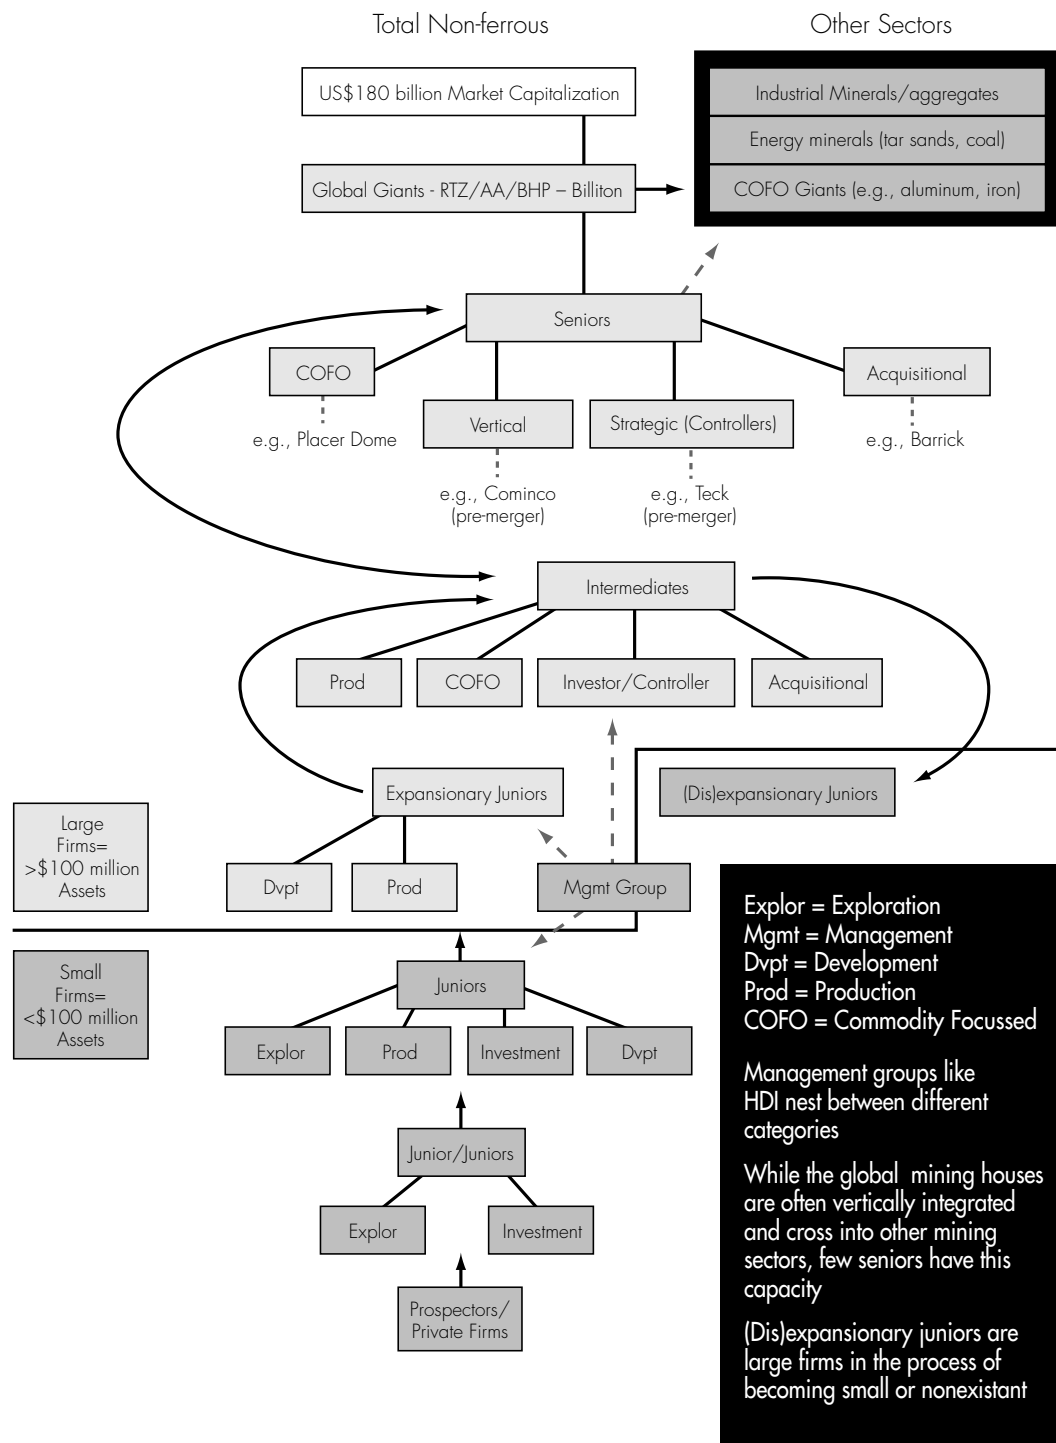 Total Non-ferrous
Other Sectors
US$180 billion Market Capitalization
Industrial Minerals/aggregates
Energy minerals (tar sands, coal)
Global Giants - RTZ/AA/BHP – Billiton
COFO Giants (e.g., aluminum, iron)
Seniors
COFO
Acquisitional
Vertical
Strategic (Controllers)
e.g., Placer Dome
e.g., Barrick
e.g., Cominco
(pre-merger)
e.g., Teck
(pre-merger)
Intermediates
Prod
COFO
Investor/Controller
Acquisitional
Expansionary Juniors
(Dis)expansionary Juniors
Large
Firms=
>$100 million
Assets
Dvpt
Prod
Mgmt Group
Small
Firms=
<$100 million
Assets
Juniors
Explor
Prod
Investment
Dvpt
Junior/Juniors
Explor
Investment
Prospectors/
Private Firms
Explor = Exploration
Mgmt = Management
Dvpt = Development
Prod = Production
COFO = Commodity Focussed
Management groups like
HDI nest between different
categories
While the global mining houses
are often vertically integrated
and cross into other mining
sectors, few seniors have this
capacity
(Dis)expansionary juniors are
large firms in the process of
becoming small or nonexistant